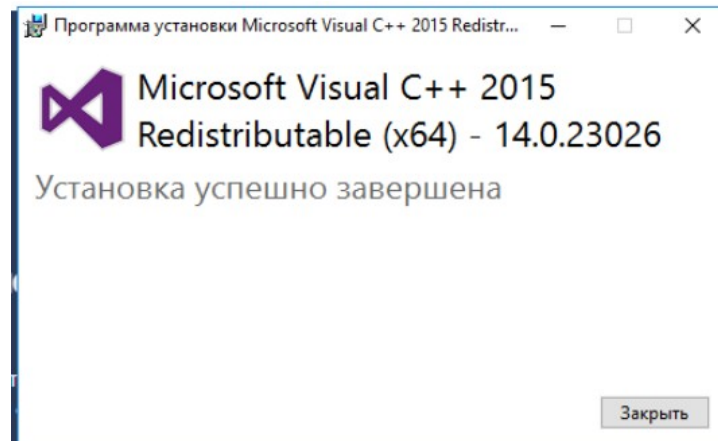 Программа установки Microsoft Visual C++ 2015 Redistr...
Microsoft Visual C++ 2015
Redistributable (x64) - 14.0.23026
Установка успешно завершена
Закрыть